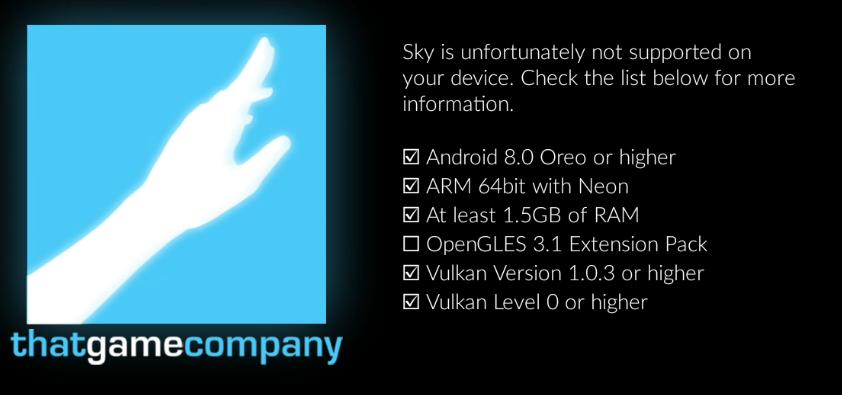 Sky is unfortunately not supported on
your device. Check the list below for more
information.
☑ Android 8.0 Oreo or higher
☑ ARM 64bit with Neon
☑ At least 1.5GB of RAM
☐ OpenGLES 3.1 Extension Pack
☑ Vulkan Version 1.0.3 or higher
☑ Vulkan Level 0 or higher
thatgamecompany